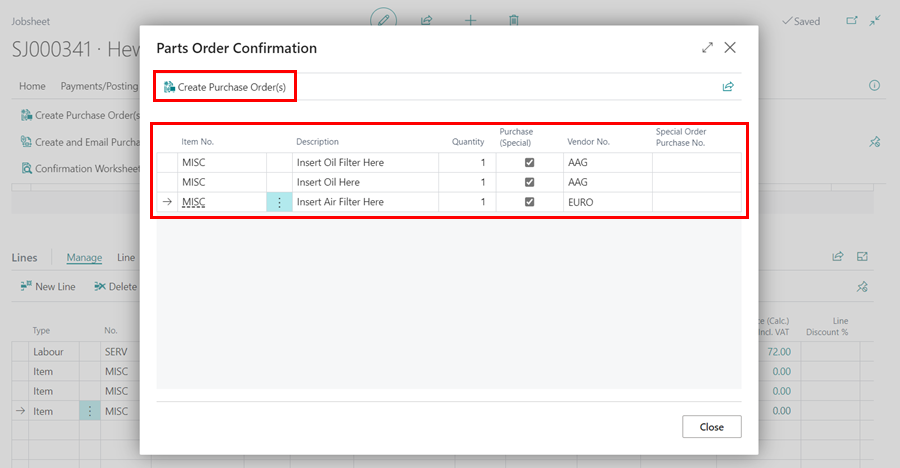 Jobsheet
Saved
SJ000341 · Hew
Parts Order Confirmation
Home Payments/Posting
Create Purchase Order(s)
Create Purchase Order(s
Create and Email Purcha
Confirmation Worksheet
Item No. Description Quantity Purchase (Special) Vendor No. Special Order Purchase No.
MISC Insert Oil Filter Here 1 AAG
MISC Insert Oil Here 1 AAG
MISC Insert Air Filter Here 1 EURO
Lines Manage Line
New Line Delete
Type No. e (Calc.) Incl. VAT Line Discount %
Labour SERV 72.00
Item MISC 0.00
Item MISC 0.00
Item MISC 0.00
Close